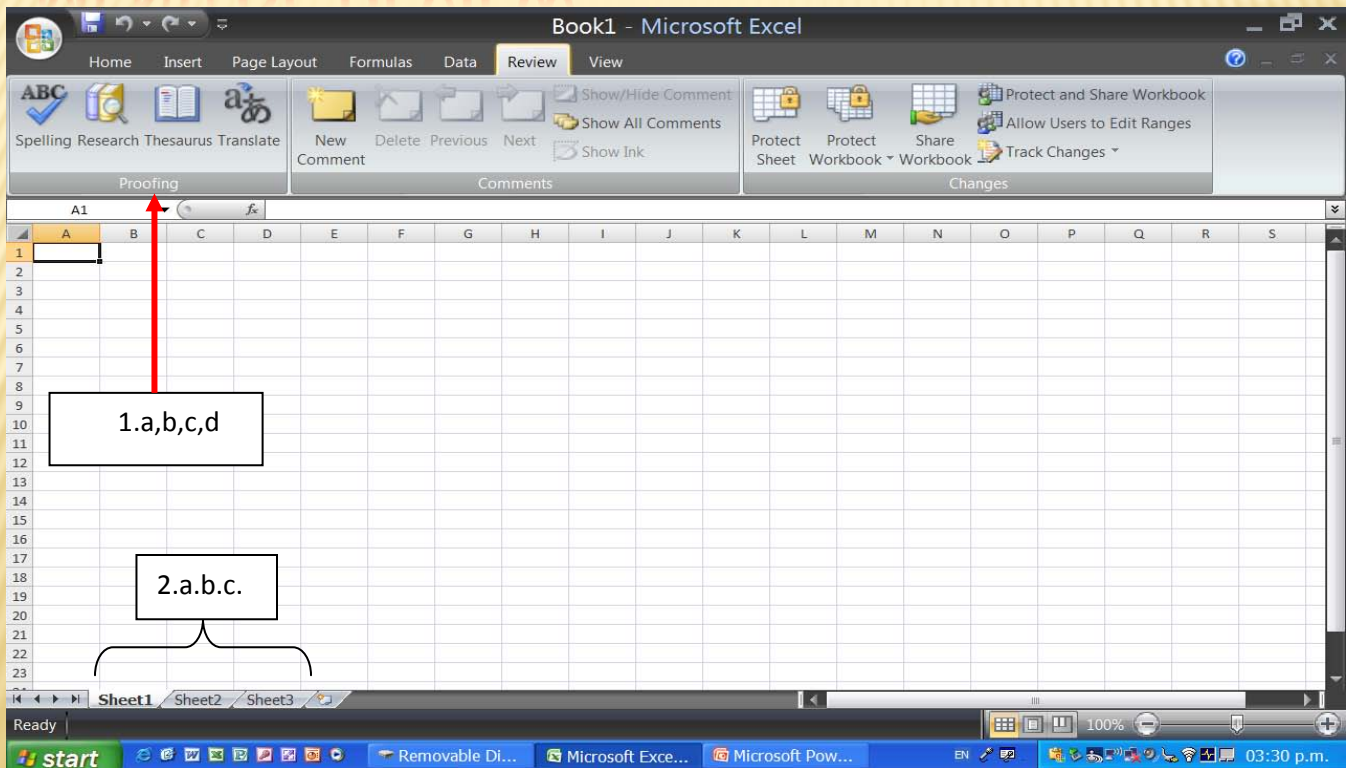 Book1 - Microsoft Excel
Home Insert Page Layout Formulas Data Review View
ABC
Spelling Research Thesaurus Translate
New Comment Delete Previous Next
Show/Hide Comment
Show All Comments
Show Ink
Protect Sheet Protect Workbook Share Workbook
Protect and Share Workbook
Allow Users to Edit Ranges
Track Changes
Proofing Comments Changes
A1 fx
A B C D E F G H I J K L M N O P Q R S
1
2
3
4
5
6
7
8
9
10
11
12
13
14
15
16
17
18
19
20
21
22
23
1.a,b,c,d
2.a.b.c.
Sheet1 Sheet2 Sheet3
Ready 100%
start Removable Di... Microsoft Exce... Microsoft Pow... EN 03:30 p.m.